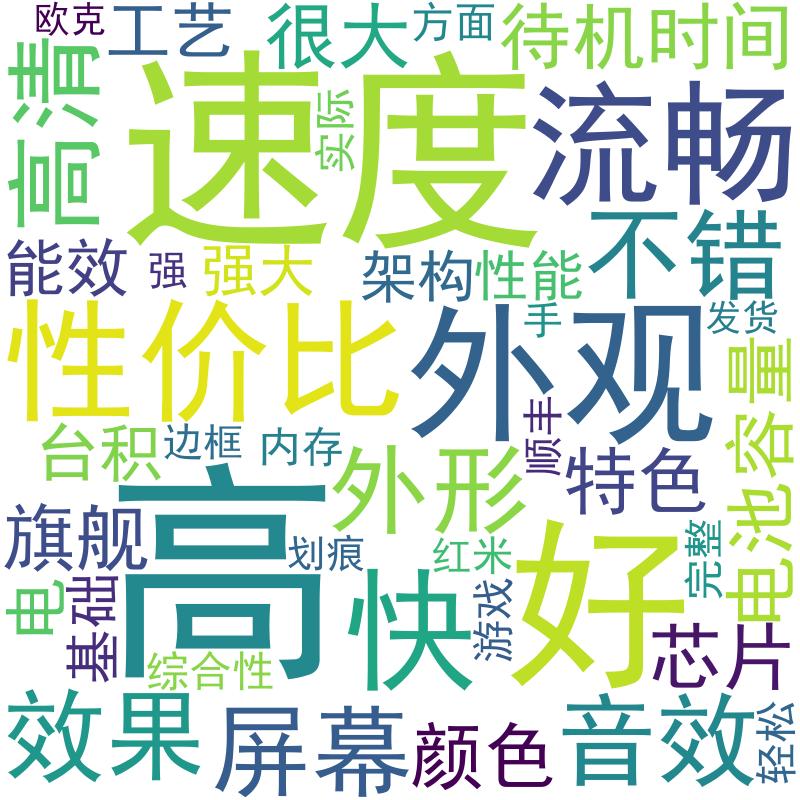 欧克
工艺
很大
方面
待机时间
高清
速度
实际
流畅
能效
强
强大
架构
性能
不错
性价比
外观
手
发货
台积
边框
内存
外形
顺丰
特色
电池容量
旗舰
高
划痕
红米
好
完整
电
基础
快
游戏
综合性
芯片
效果
屏幕
颜色
音效
轻松